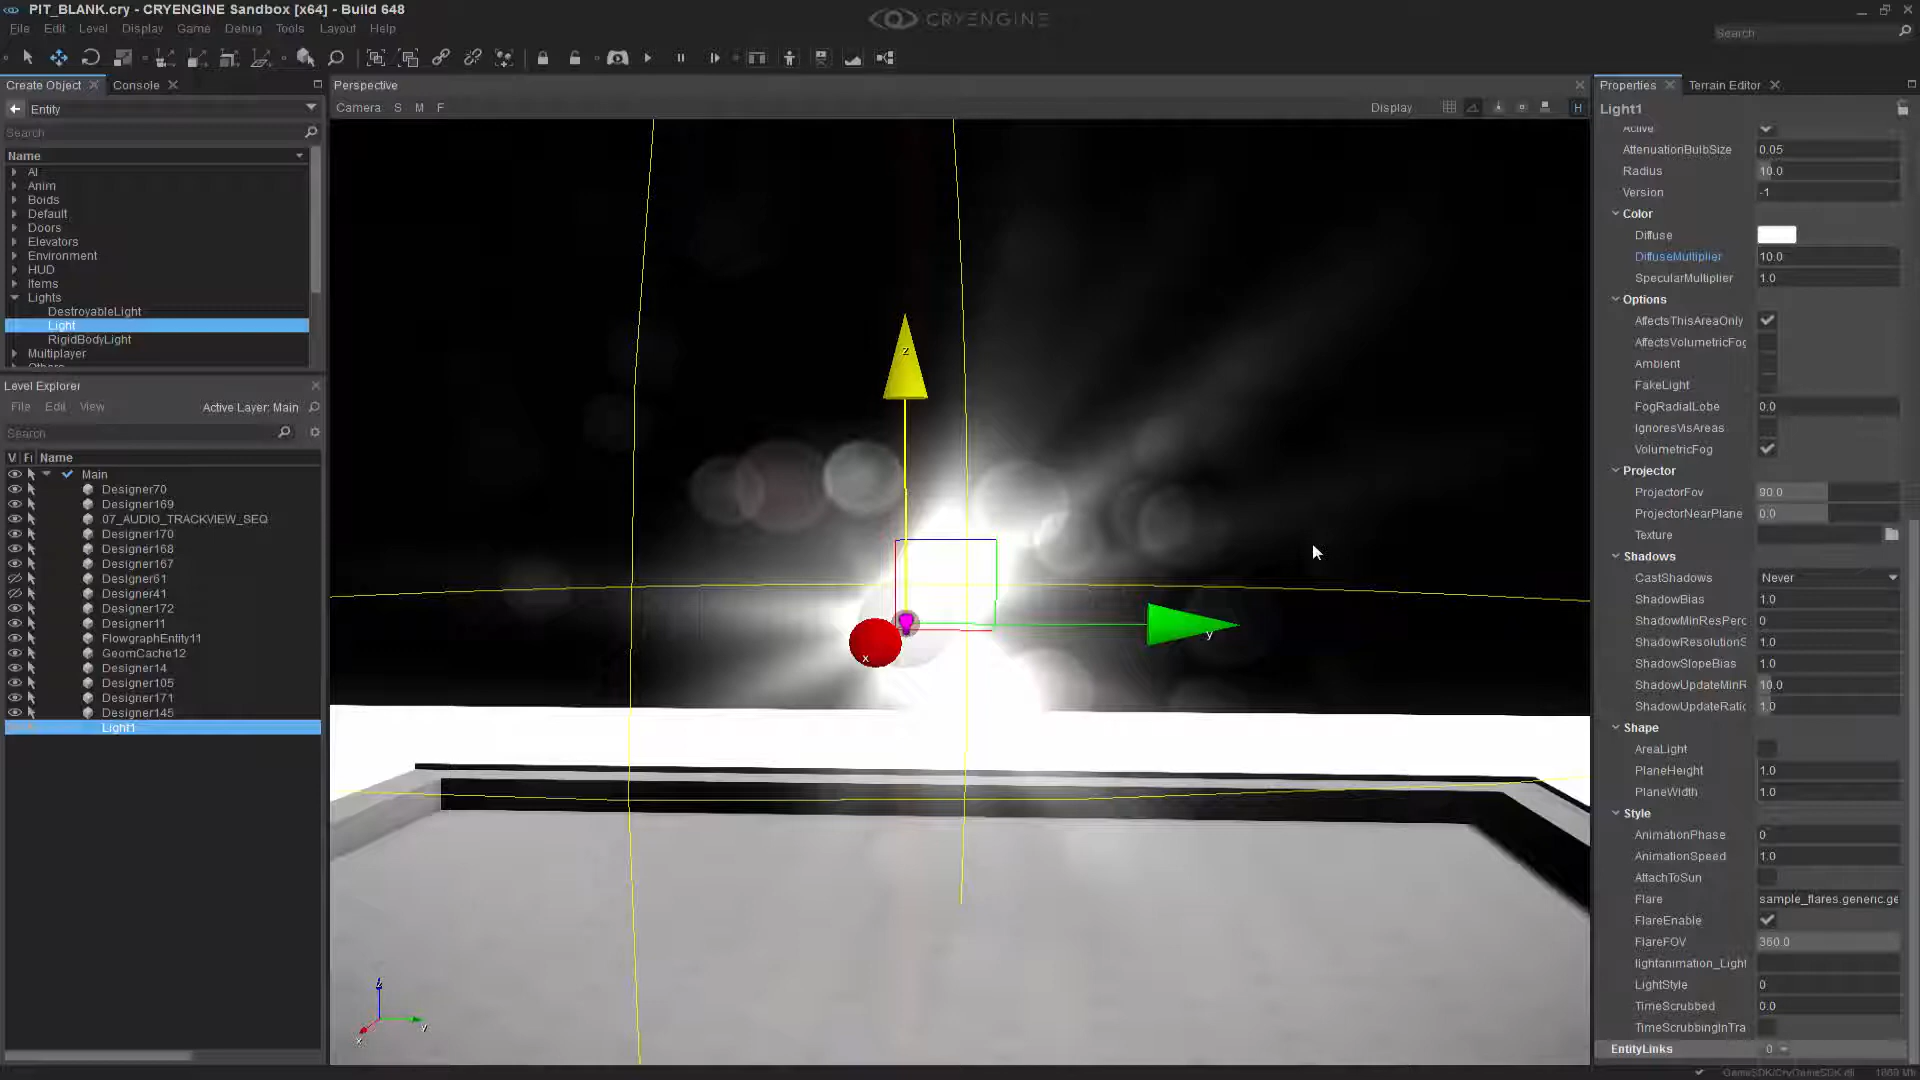 PIT_BLANK.cry - CRYENGINE Sandbox [x64] - Build 648
CRYENGINE
File Edit Level Display Game Debug Tools Layout Help
Search
Create Object
Console
Entity
Search
Name
AI
Anim
Boids
Default
Doors
Elevators
Environment
HUD
Items
Lights
DestroyableLight
Light
RigidBodyLight
Multiplayer
Others
Level Explorer
File Edit View Active Layer: Main
Search
V Fr Name
Main
Designer70
Designer169
07_AUDIO_TRACKVIEW_SEQ
Designer170
Designer168
Designer167
Designer61
Designer41
Designer172
Designer11
FlowgraphEntity11
GeomCache12
Designer14
Designer105
Designer171
Designer145
Light1
Perspective
Camera S M F
Display
H
z
y
x
z
y
x
Properties
Terrain Editor
Light1
Active
AttenuationBulbSize 0.05
Radius 10.0
Version -1
Color
Diffuse
DiffuseMultiplier 10.0
SpecularMultiplier 1.0
Options
AffectsThisAreaOnly
AffectsVolumetricFog
Ambient
FakeLight
FogRadialLobe 0.0
IgnoresVisAreas
VolumetricFog
Projector
ProjectorFov 90.0
ProjectorNearPlane 0.0
Texture
Shadows
CastShadows Never
ShadowBias 1.0
ShadowMinResPerc 0
ShadowResolutionS 1.0
ShadowSlopeBias 1.0
ShadowUpdateMinR 10.0
ShadowUpdateRatio 1.0
Shape
AreaLight
PlaneHeight 1.0
PlaneWidth 1.0
Style
AnimationPhase 0
AnimationSpeed 1.0
AttachToSun
Flare sample_flares.generic.ge
FlareEnable
FlareFOV 360.0
lightanimation_Light
LightStyle 0
TimeScrubbed 0.0
TimeScrubbingInTra
EntityLinks 0